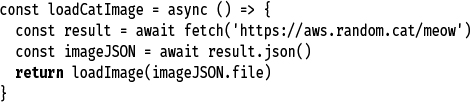 const loadCatImage = async () => {
  const result = await fetch('https://aws.random.cat/meow')
  const imageJSON = await result.json()
  return loadImage(imageJSON.file)
}